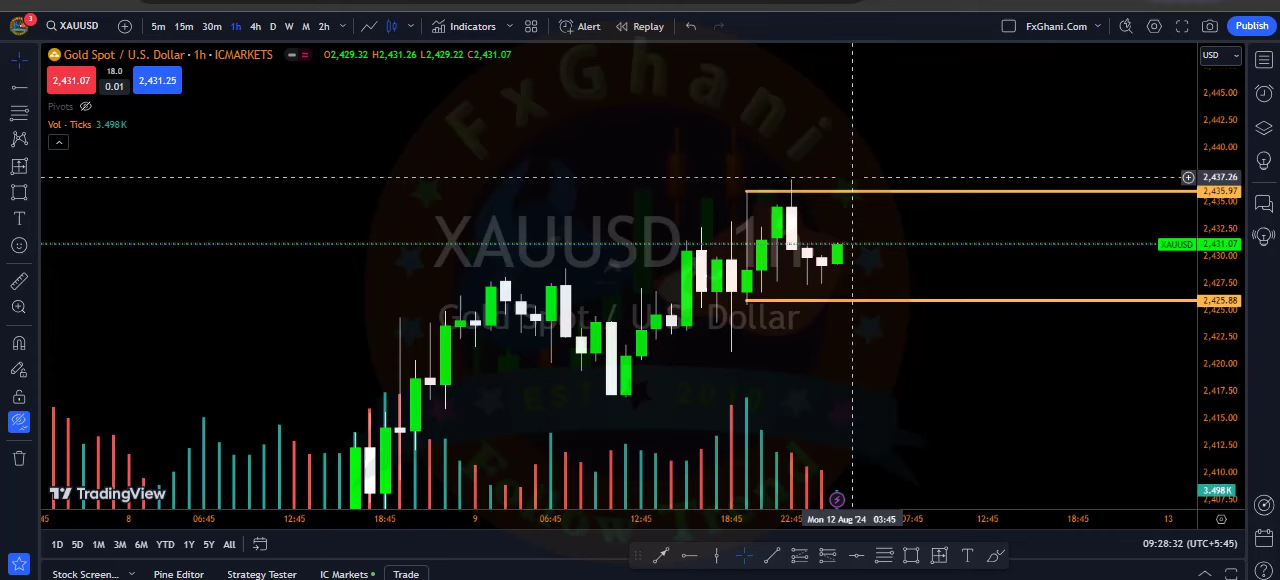 3 XAUUSD 5m 15m 30m 1h 4h D W M 2h Indicators Alert Replay FxGhani.Com Publish
Gold Spot / U.S. Dollar · 1h · ICMARKETS O2,429.32 H2,431.26 L2,429.22 C2,431.07 USD
2,431.07 18.0 0.01 2,431.25
Pivots
Vol · Ticks 3.498K
FxGhani
XAUUSD, 1h
Gold Spot / U.S. Dollar
EST 2010
2,445.00
2,442.50
2,440.00
2,437.26
2,435.97
2,435.00
2,432.50
XAUUSD 2,431.07
2,430.00
2,427.50
2,425.88
2,425.00
2,422.50
2,420.00
2,417.50
2,415.00
2,412.50
2,410.00
3.498K
2,407.50
TradingView
:45 8 06:45 12:45 18:45 9 06:45 12:45 18:45 22:45 Mon 12 Aug '24 03:45 07:45 12:45 18:45 13
1D 5D 1M 3M 6M YTD 1Y 5Y All 09:28:32 (UTC+5:45)
Stock Screen... Pine Editor Strategy Tester IC Markets Trade